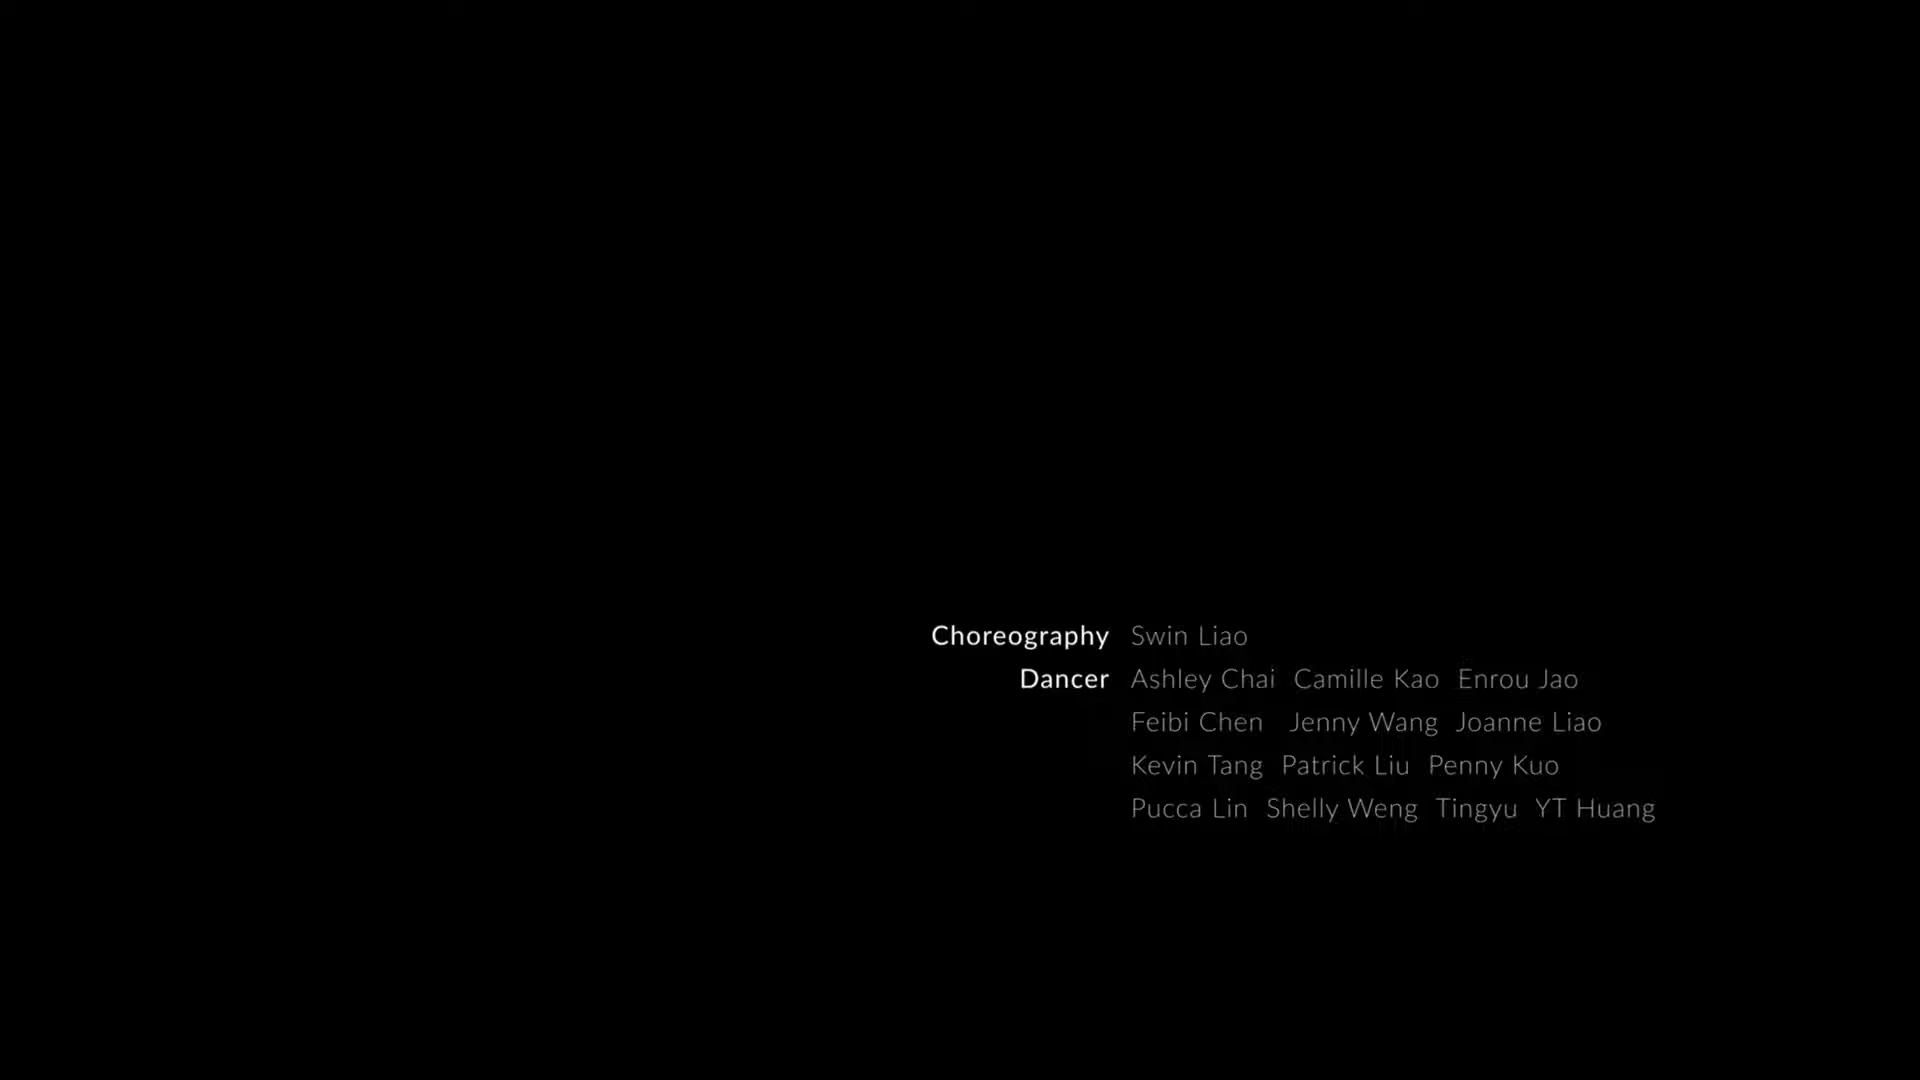 Choreography Swin Liao
Dancer Ashley Chai Camille Kao Enrou Jao
Feibi Chen Jenny Wang Joanne Liao
Kevin Tang Patrick Liu Penny Kuo
Pucca Lin Shelly Weng Tingyu YT Huang